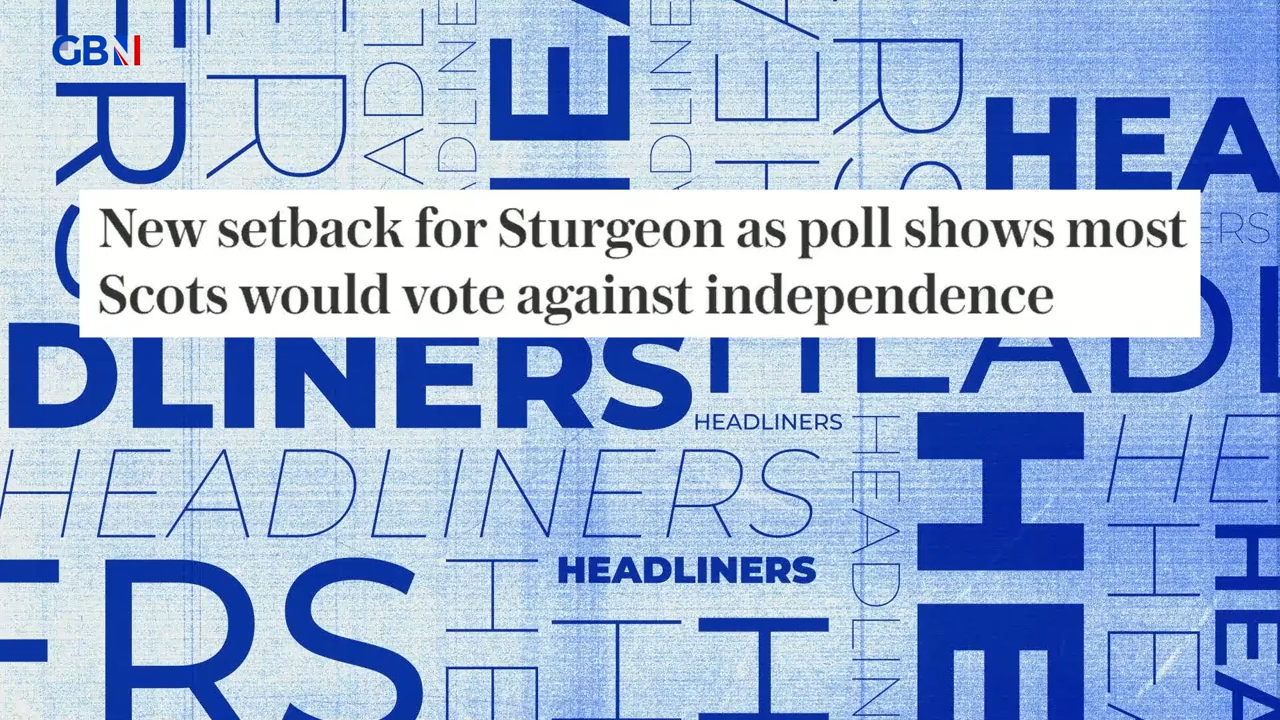 GBN
HEA
New setback for Sturgeon as poll shows most
Scots would vote against independence
DLINERS
HEADLINERS
HEADLINERS
HEADLINERS
ERS